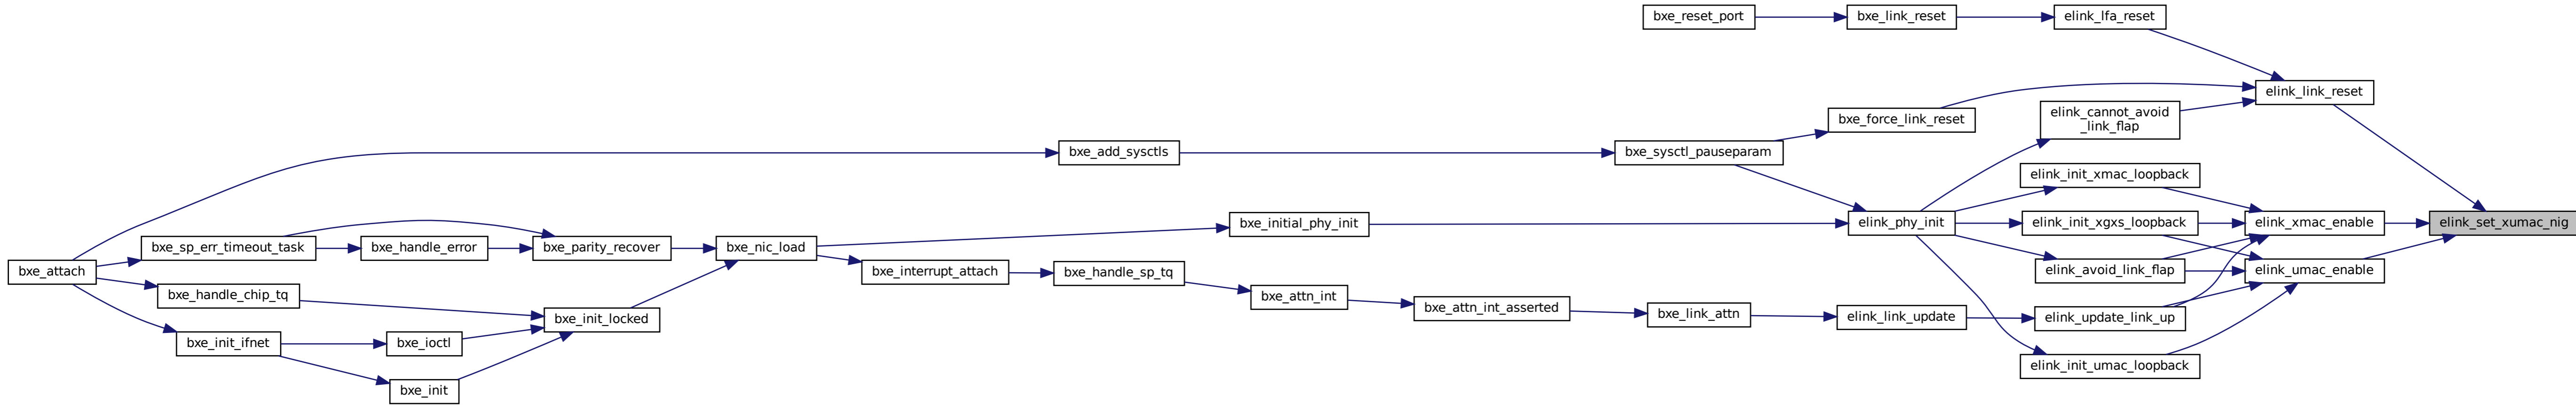 bxe_reset_port
bxe_link_reset
elink_lfa_reset
elink_link_reset
elink_cannot_avoid
_link_flap
bxe_force_link_reset
bxe_add_sysctls
bxe_sysctl_pauseparam
elink_init_xmac_loopback
bxe_initial_phy_init
elink_phy_init
elink_init_xgxs_loopback
elink_xmac_enable
elink_set_xumac_nig
bxe_sp_err_timeout_task
bxe_handle_error
bxe_parity_recover
bxe_nic_load
bxe_attach
bxe_interrupt_attach
bxe_handle_sp_tq
elink_avoid_link_flap
elink_umac_enable
bxe_handle_chip_tq
bxe_attn_int
bxe_attn_int_asserted
bxe_link_attn
elink_link_update
elink_update_link_up
bxe_init_locked
bxe_init_ifnet
bxe_ioctl
elink_init_umac_loopback
bxe_init